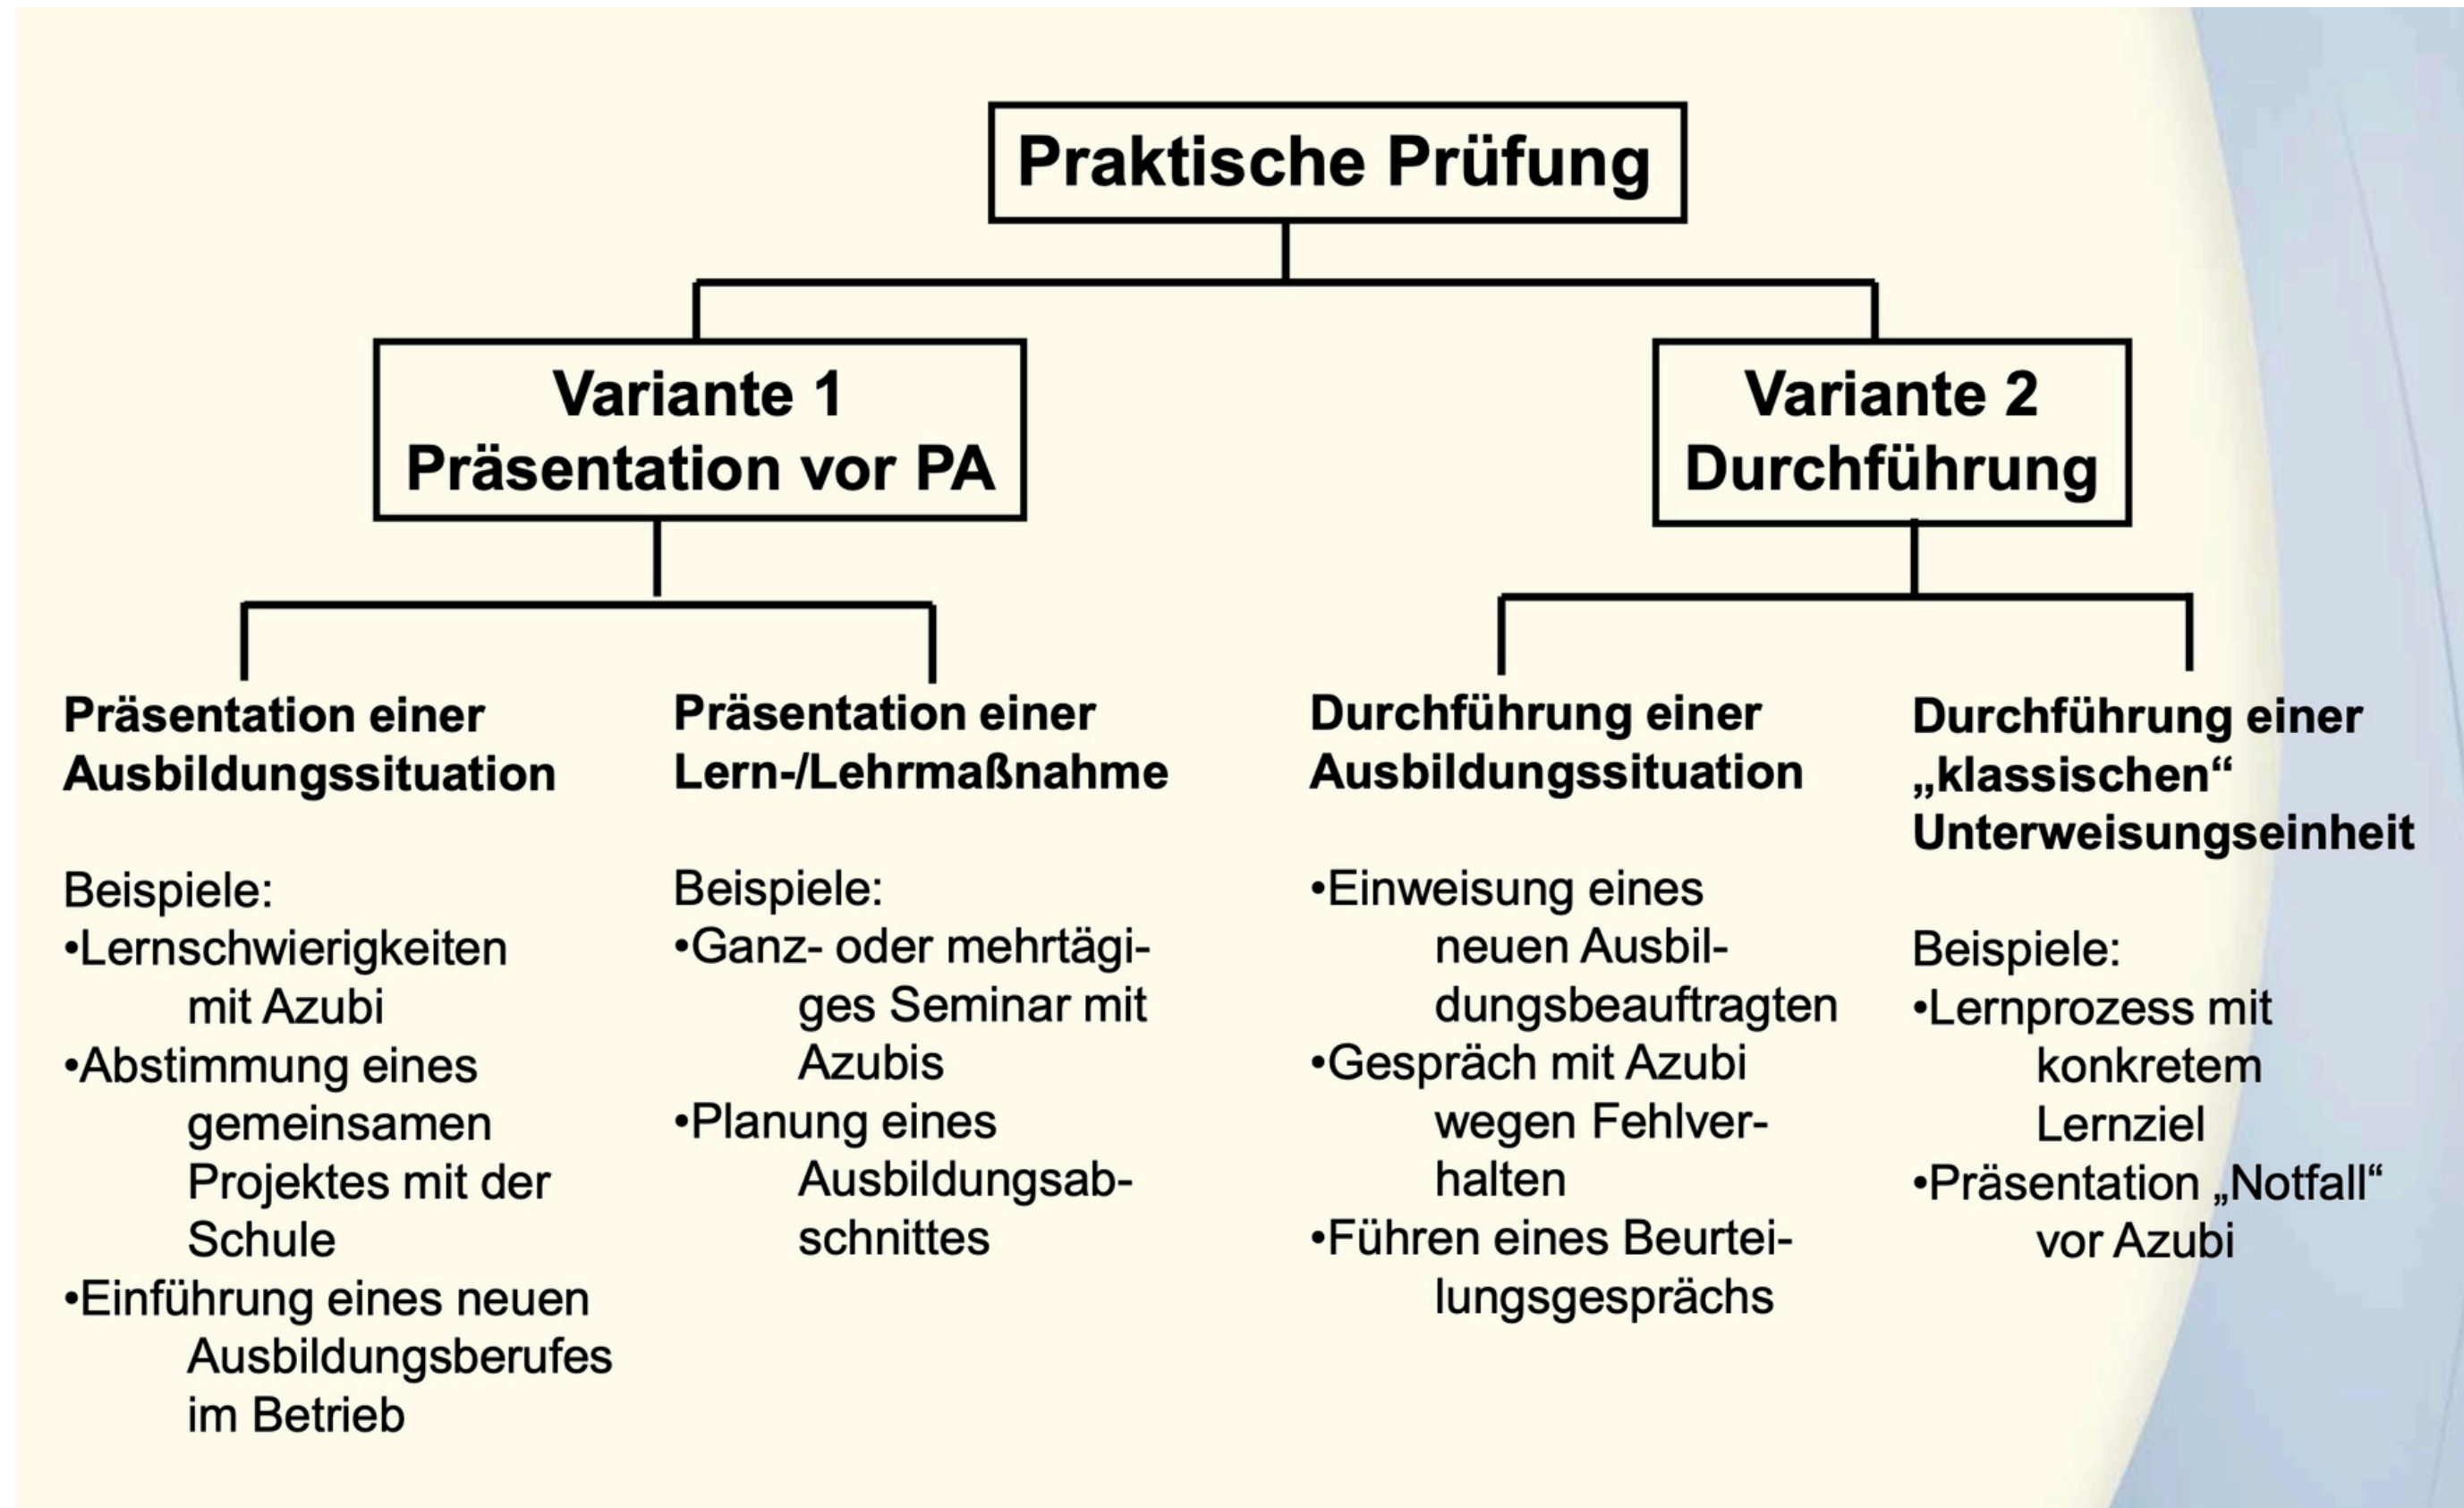 Praktische Prüfung
Variante 1
Präsentation vor PA
Variante 2
Durchführung
Präsentation einer
Ausbildungssituation
Beispiele:
•Lernschwierigkeiten
mit Azubi
•Abstimmung eines
gemeinsamen
Projektes mit der
Schule
•Einführung eines neuen
Ausbildungsberufes
im Betrieb
Präsentation einer
Lern-/Lehrmaßnahme
Beispiele:
•Ganz- oder mehrtägi-
ges Seminar mit
Azubis
•Planung eines
Ausbildungsab-
schnittes
Durchführung einer
Ausbildungssituation
•Einweisung eines
neuen Ausbil-
dungsbeauftragten
•Gespräch mit Azubi
wegen Fehlver-
halten
•Führen eines Beurtei-
lungsgesprächs
Durchführung einer
„klassischen“
Unterweisungseinheit
Beispiele:
•Lernprozess mit
konkretem
Lernziel
•Präsentation „Notfall“
vor Azubi